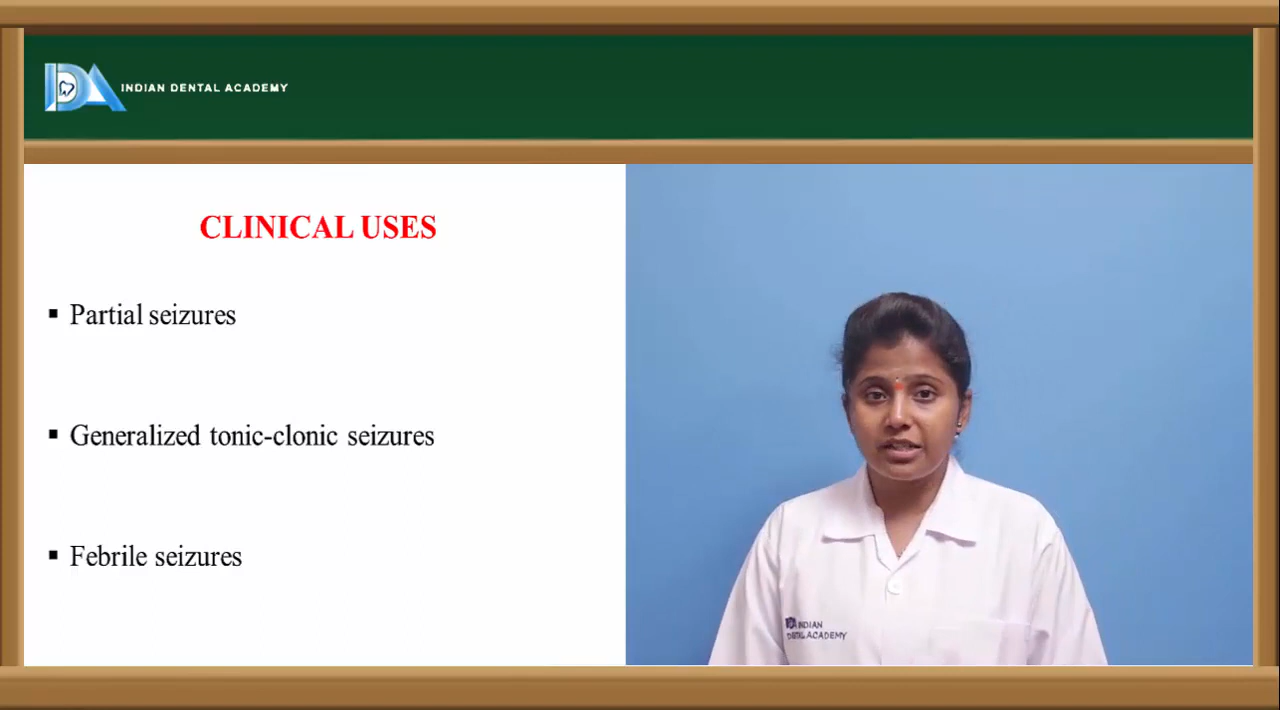 INDIAN DENTAL ACADEMY
CLINICAL USES
▪ Partial seizures
▪ Generalized tonic-clonic seizures
▪ Febrile seizures
INDIAN
DENTAL ACADEMY